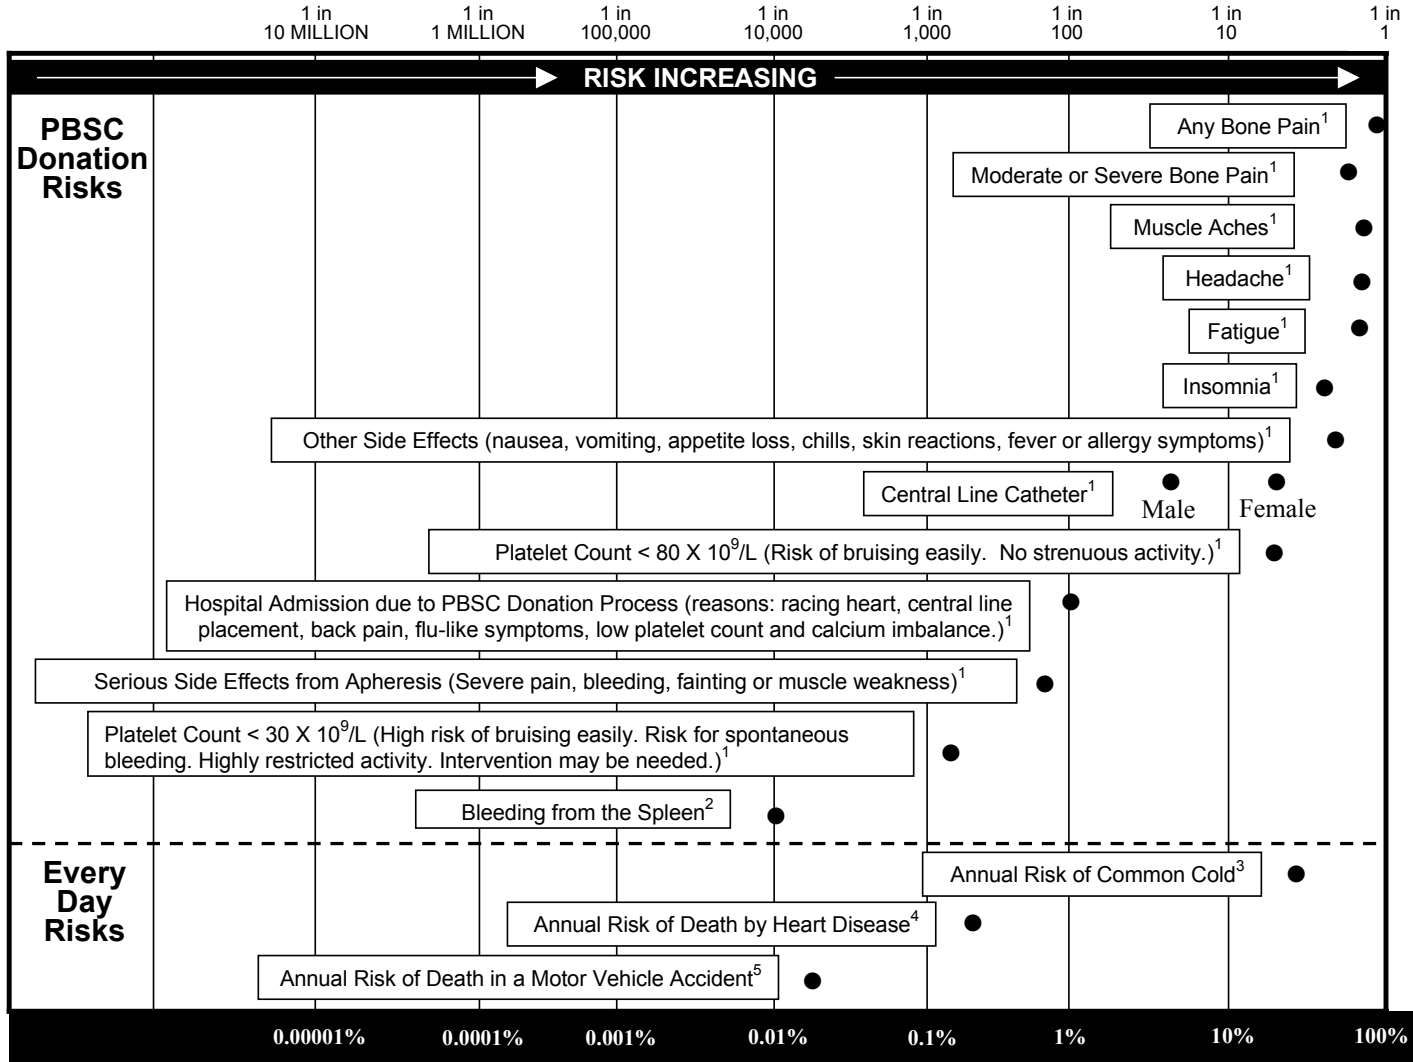 1 in 1 in 1 in 1 in 1 in 1 in 1 in 1 in
10 MILLION 1 MILLION 100,000 10,000 1,000 100 10 1
RISK INCREASING
PBSC
Donation
Risks
Any Bone Pain¹
Moderate or Severe Bone Pain¹
Muscle Aches¹
Headache¹
Fatigue¹
Insomnia¹
Other Side Effects (nausea, vomiting, appetite loss, chills, skin reactions, fever or allergy symptoms)¹
Central Line Catheter¹
Male Female
Platelet Count < 80 X 10⁹/L (Risk of bruising easily. No strenuous activity.)¹
Hospital Admission due to PBSC Donation Process (reasons: racing heart, central line
placement, back pain, flu-like symptoms, low platelet count and calcium imbalance.)¹
Serious Side Effects from Apheresis (Severe pain, bleeding, fainting or muscle weakness)¹
Platelet Count < 30 X 10⁹/L (High risk of bruising easily. Risk for spontaneous
bleeding. Highly restricted activity. Intervention may be needed.)¹
Bleeding from the Spleen²
Every
Day
Risks
Annual Risk of Common Cold³
Annual Risk of Death by Heart Disease⁴
Annual Risk of Death in a Motor Vehicle Accident⁵
0.00001% 0.0001% 0.001% 0.01% 0.1% 1% 10% 100%